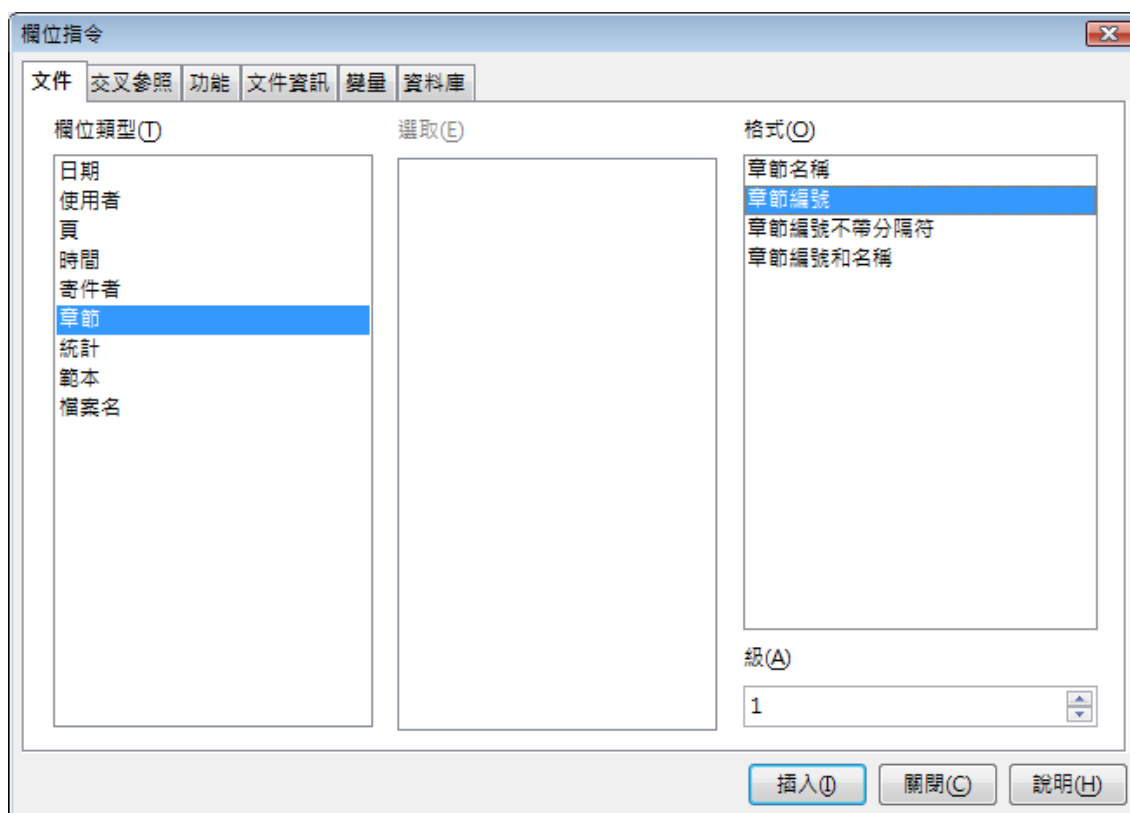 欄位指令
文件 交叉參照 功能 文件資訊 變量 資料庫
欄位類型(T)
日期
使用者
頁
時間
寄件者
章節
統計
範本
檔案名
選取(E)
格式(O)
章節名稱
章節編號
章節編號不帶分隔符
章節編號和名稱
級(A)
1
插入(I) 關閉(C) 說明(H)